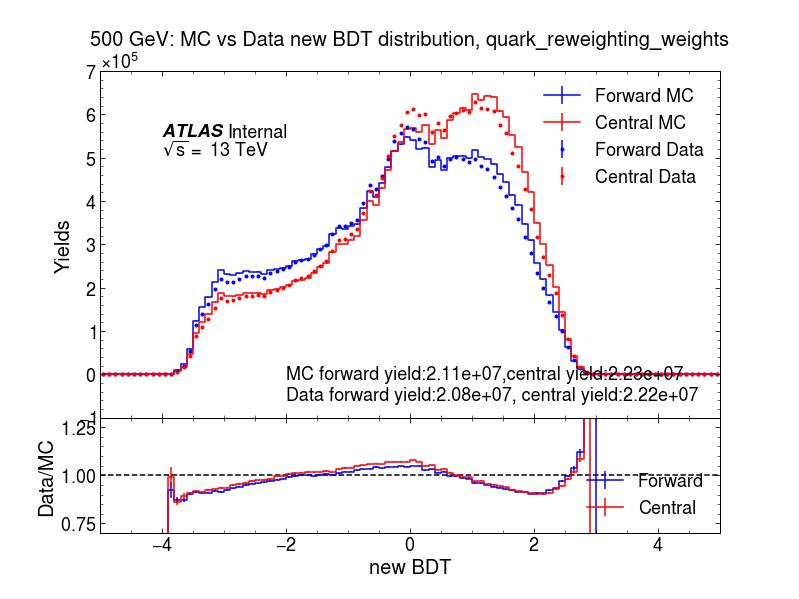 500 GeV: MC vs Data new BDT distribution, quark_reweighting_weights
×10⁵
7
6
5
4
3
2
1
0
−1
Yields
ATLAS Internal
√s = 13 TeV
Forward MC
Central MC
Forward Data
Central Data
MC forward yield:2.11e+07,central yield:2.23e+07
Data forward yield:2.08e+07, central yield:2.22e+07
1.25
1.00
0.75
Data/MC
Forward
Central
−4 −2 0 2 4
new BDT